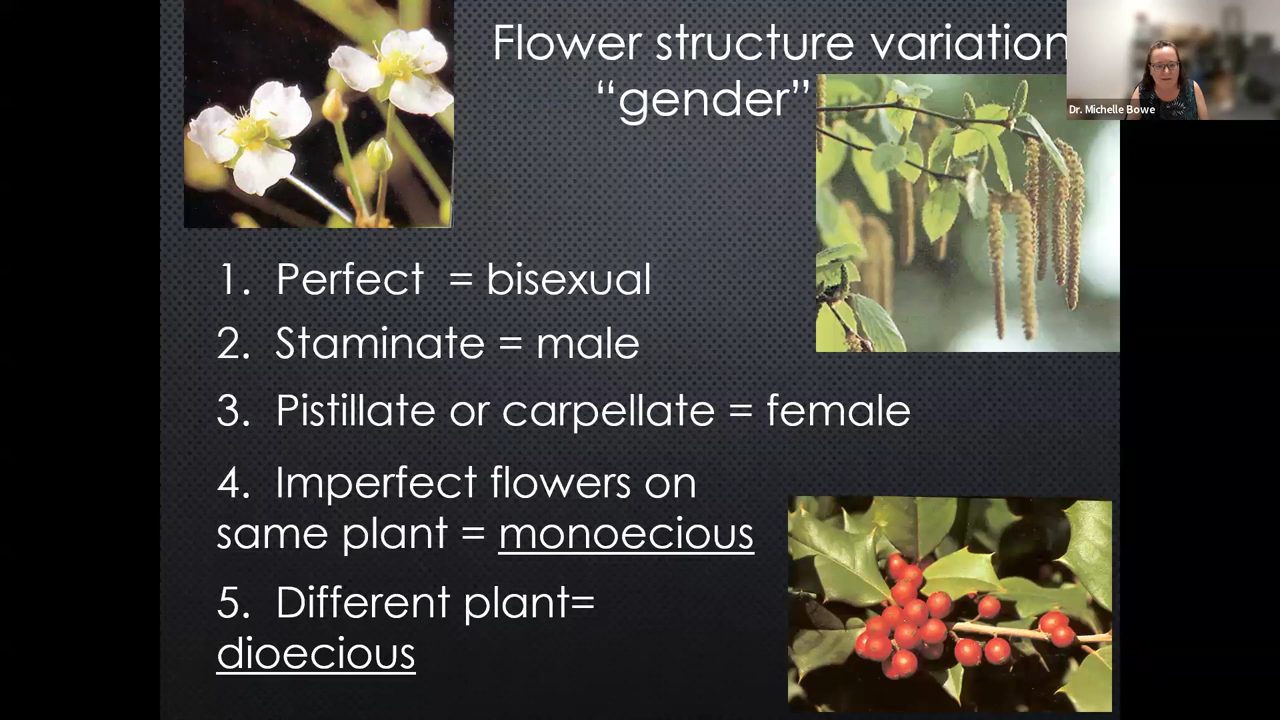 Flower structure variation
“gender”
Dr. Michelle Bowe
1. Perfect = bisexual
2. Staminate = male
3. Pistillate or carpellate = female
4. Imperfect flowers on
same plant = monoecious
5. Different plant=
dioecious